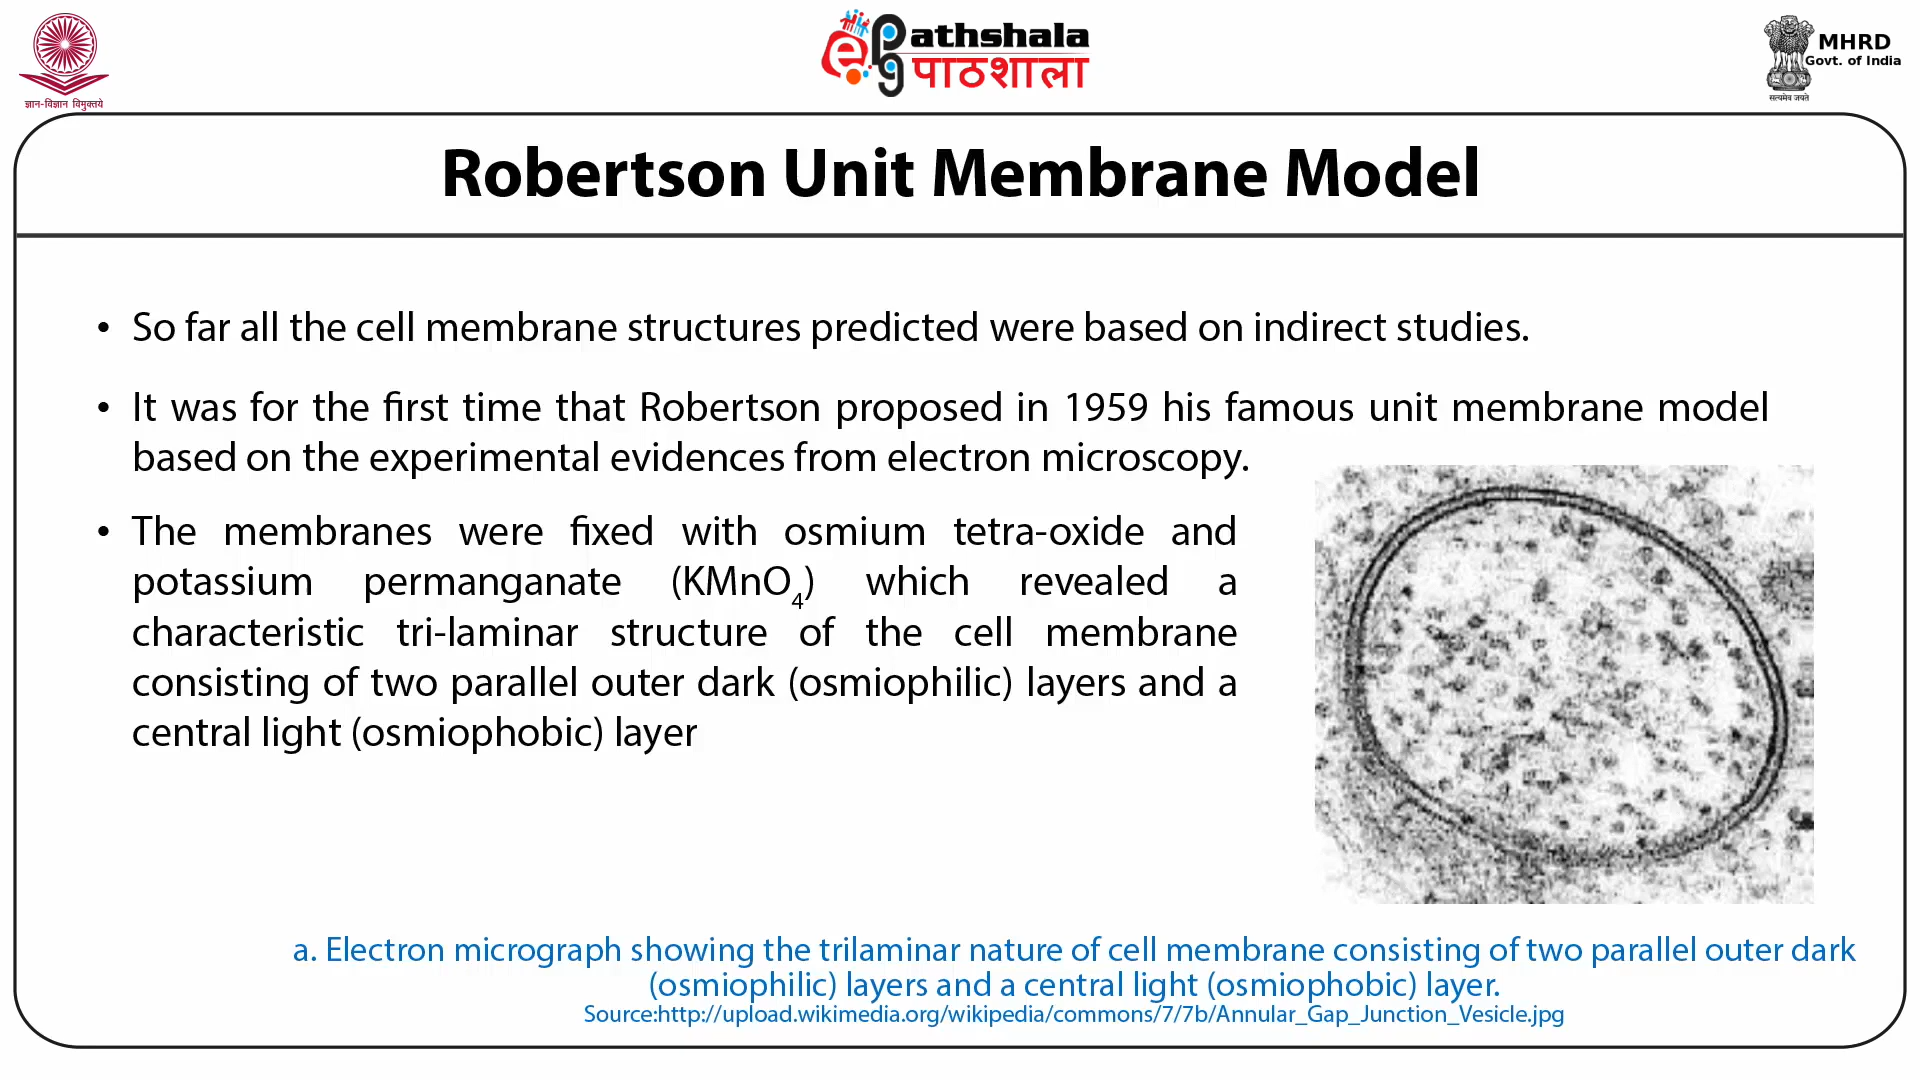 ज्ञान-विज्ञान विमुक्तये
ePathshala
पाठशाला
MHRD
Govt. of India
सत्यमेव जयते
Robertson Unit Membrane Model
• So far all the cell membrane structures predicted were based on indirect studies.
• It was for the first time that Robertson proposed in 1959 his famous unit membrane model
based on the experimental evidences from electron microscopy.
• The membranes were fixed with osmium tetra-oxide and
potassium permanganate (KMnO₄) which revealed a
characteristic tri-laminar structure of the cell membrane
consisting of two parallel outer dark (osmiophilic) layers and a
central light (osmiophobic) layer
a. Electron micrograph showing the trilaminar nature of cell membrane consisting of two parallel outer dark
(osmiophilic) layers and a central light (osmiophobic) layer.
Source:http://upload.wikimedia.org/wikipedia/commons/7/7b/Annular_Gap_Junction_Vesicle.jpg